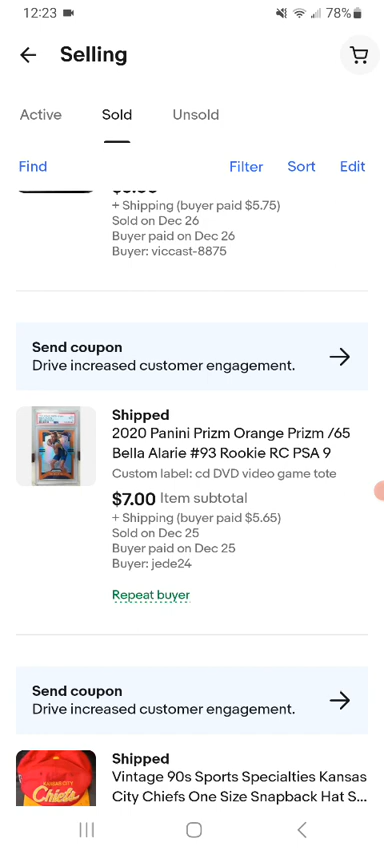 12:23 78%
Selling
Active Sold Unsold
Find Filter Sort Edit
+ Shipping (buyer paid $5.75)
Sold on Dec 26
Buyer paid on Dec 26
Buyer: viccast-8875
Send coupon
Drive increased customer engagement.
Shipped
2020 Panini Prizm Orange Prizm /65
Bella Alarie #93 Rookie RC PSA 9
Custom label: cd DVD video game tote
$7.00 Item subtotal
+ Shipping (buyer paid $5.65)
Sold on Dec 25
Buyer paid on Dec 25
Buyer: jede24
Repeat buyer
Send coupon
Drive increased customer engagement.
KANSAS CITY
Chiefs
Shipped
Vintage 90s Sports Specialties Kansas
City Chiefs One Size Snapback Hat S...